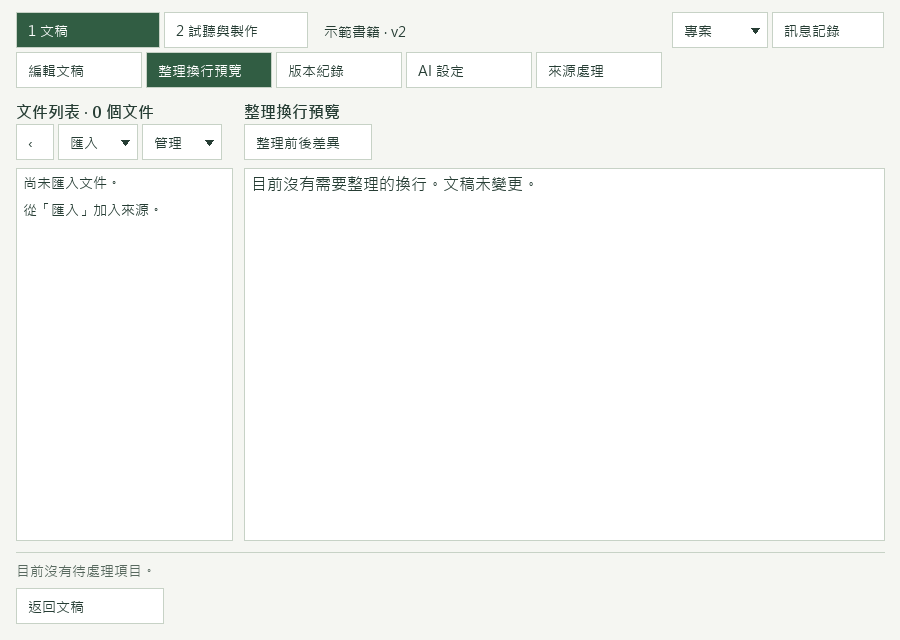 1 文稿
2 試聽與製作
示範書籍 · v2
專案
訊息記錄
編輯文稿
整理換行預覽
版本紀錄
AI 設定
來源處理
文件列表 · 0 個文件
整理換行預覽
‹
匯入
管理
整理前後差異
尚未匯入文件。
從「匯入」加入來源。
目前沒有需要整理的換行。文稿未變更。
目前沒有待處理項目。
返回文稿